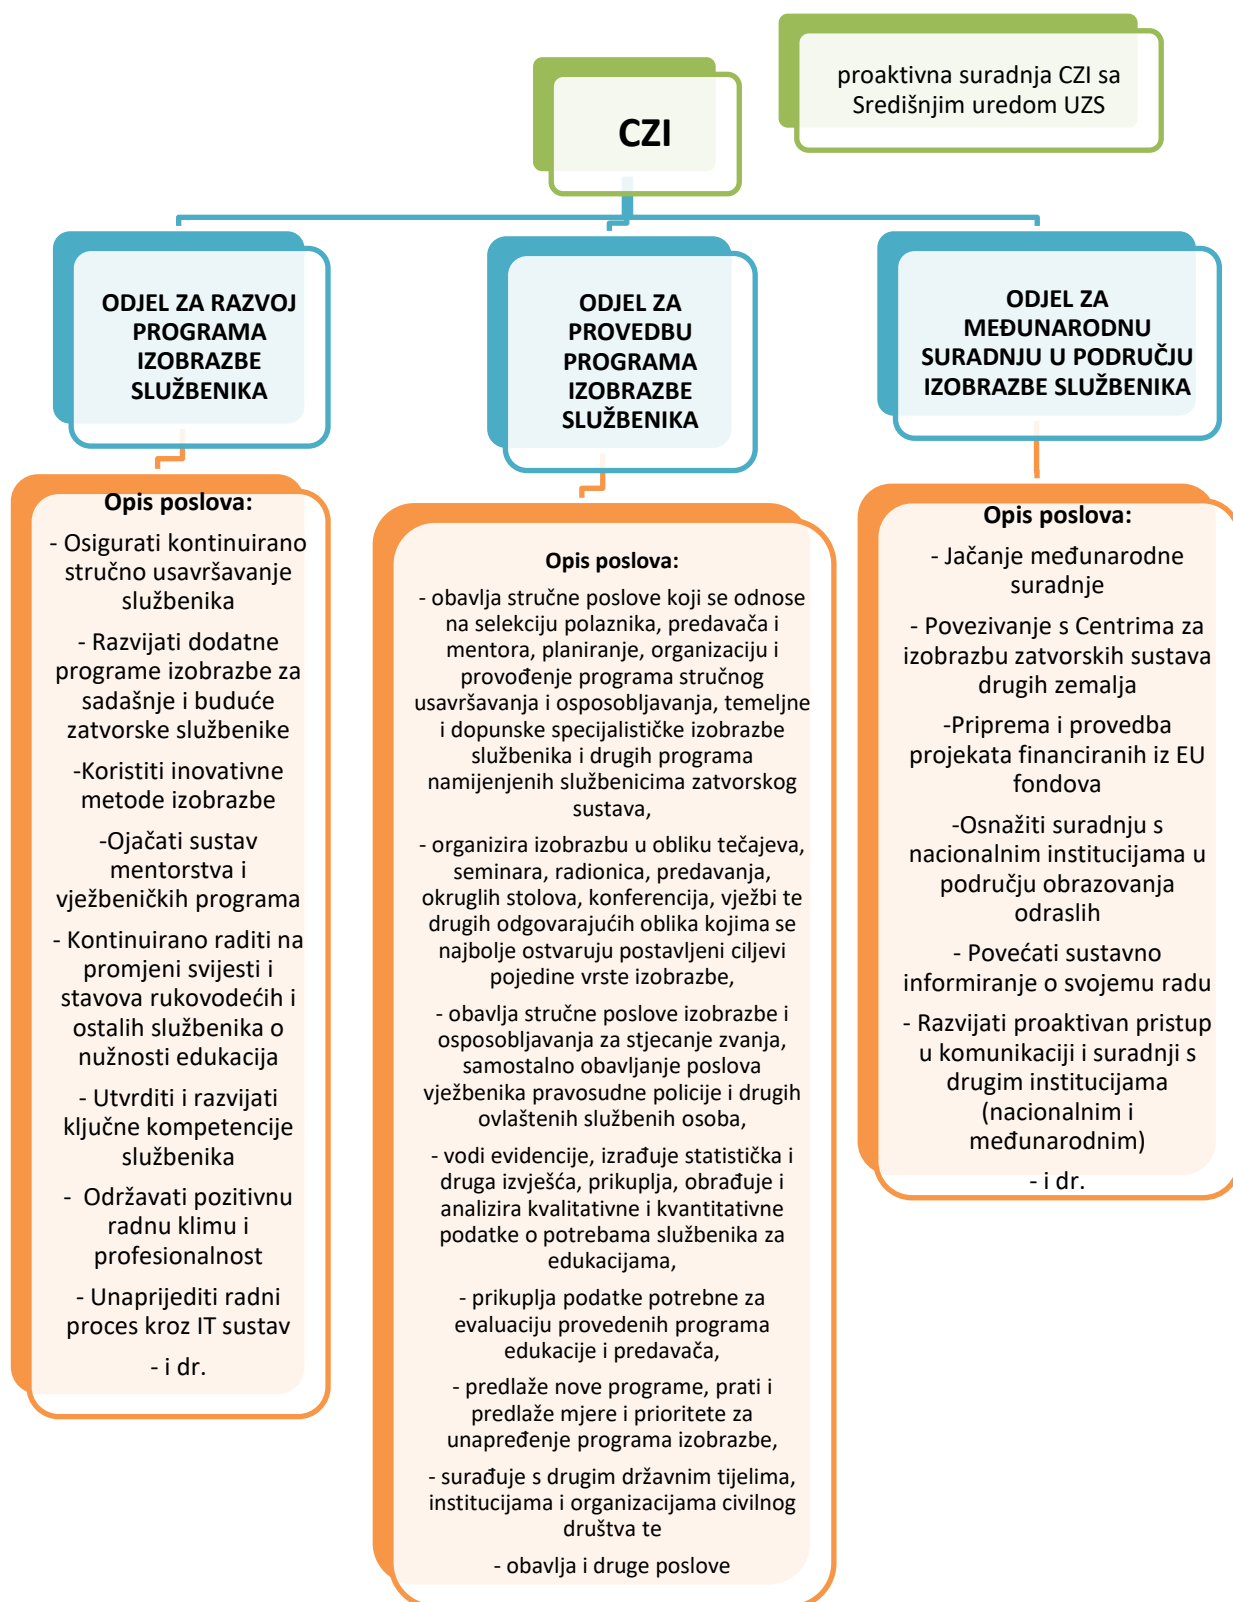 CZI
proaktivna suradnja CZI sa
Središnjim uredom UZS
ODJEL ZA RAZVOJ
PROGRAMA
IZOBRAZBE
SLUŽBENIKA
Opis poslova:
- Osigurati kontinuirano
stručno usavršavanje
službenika
- Razvijati dodatne
programe izobrazbe za
sadašnje i buduće
zatvorske službenike
-Koristiti inovativne
metode izobrazbe
-Ojačati sustav
mentorstva i
vježbeničkih programa
- Kontinuirano raditi na
promjeni svijesti i
stavova rukovodećih i
ostalih službenika o
nužnosti edukacija
- Utvrditi i razvijati
ključne kompetencije
službenika
- Održavati pozitivnu
radnu klimu i
profesionalnost
- Unaprijediti radni
proces kroz IT sustav
- i dr.
ODJEL ZA
PROVEDBU
PROGRAMA
IZOBRAZBE
SLUŽBENIKA
Opis poslova:
- obavlja stručne poslove koji se odnose
na selekciju polaznika, predavača i
mentora, planiranje, organizaciju i
provođenje programa stručnog
usavršavanja i osposobljavanja, temeljne
i dopunske specijalističke izobrazbe
službenika i drugih programa
namijenjenih službenicima zatvorskog
sustava,
- organizira izobrazbu u obliku tečajeva,
seminara, radionica, predavanja,
okruglih stolova, konferencija, vježbi te
drugih odgovarajućih oblika kojima se
najbolje ostvaruju postavljeni ciljevi
pojedine vrste izobrazbe,
- obavlja stručne poslove izobrazbe i
osposobljavanja za stjecanje zvanja,
samostalno obavljanje poslova
vježbenika pravosudne policije i drugih
ovlaštenih službenih osoba,
- vodi evidencije, izrađuje statistička i
druga izvješća, prikuplja, obrađuje i
analizira kvalitativne i kvantitativne
podatke o potrebama službenika za
edukacijama,
- prikuplja podatke potrebne za
evaluaciju provedenih programa
edukacije i predavača,
- predlaže nove programe, prati i
predlaže mjere i prioritete za
unapređenje programa izobrazbe,
- surađuje s drugim državnim tijelima,
institucijama i organizacijama civilnog
društva te
- obavlja i druge poslove
ODJEL ZA
MEĐUNARODNU
SURADNJU U PODRUČJU
IZOBRAZBE SLUŽBENIKA
Opis poslova:
- Jačanje međunarodne
suradnje
- Povezivanje s Centrima za
izobrazbu zatvorskih sustava
drugih zemalja
-Priprema i provedba
projekata financiranih iz EU
fondova
-Osnažiti suradnju s
nacionalnim institucijama u
području obrazovanja
odraslih
- Povećati sustavno
informiranje o svojemu radu
- Razvijati proaktivan pristup
u komunikaciji i suradnji s
drugim institucijama
(nacionalnim i
međunarodnim)
- i dr.